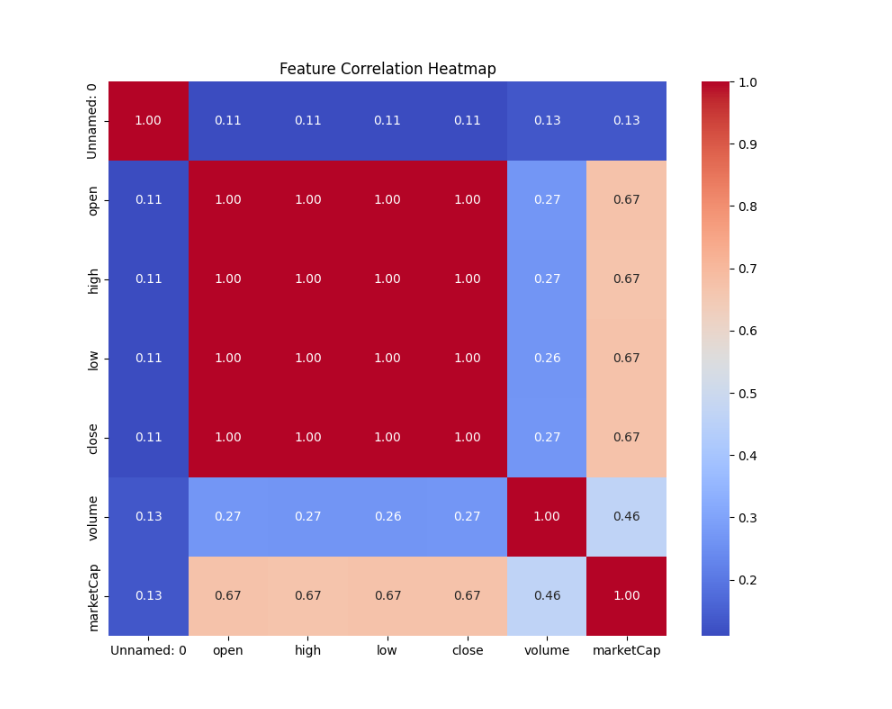 Feature Correlation Heatmap
Unnamed: 0 1.00 0.11 0.11 0.11 0.11 0.13 0.13
open 0.11 1.00 1.00 1.00 1.00 0.27 0.67
high 0.11 1.00 1.00 1.00 1.00 0.27 0.67
low 0.11 1.00 1.00 1.00 1.00 0.26 0.67
close 0.11 1.00 1.00 1.00 1.00 0.27 0.67
volume 0.13 0.27 0.27 0.26 0.27 1.00 0.46
marketCap 0.13 0.67 0.67 0.67 0.67 0.46 1.00
Unnamed: 0 open high low close volume marketCap
1.0
0.9
0.8
0.7
0.6
0.5
0.4
0.3
0.2